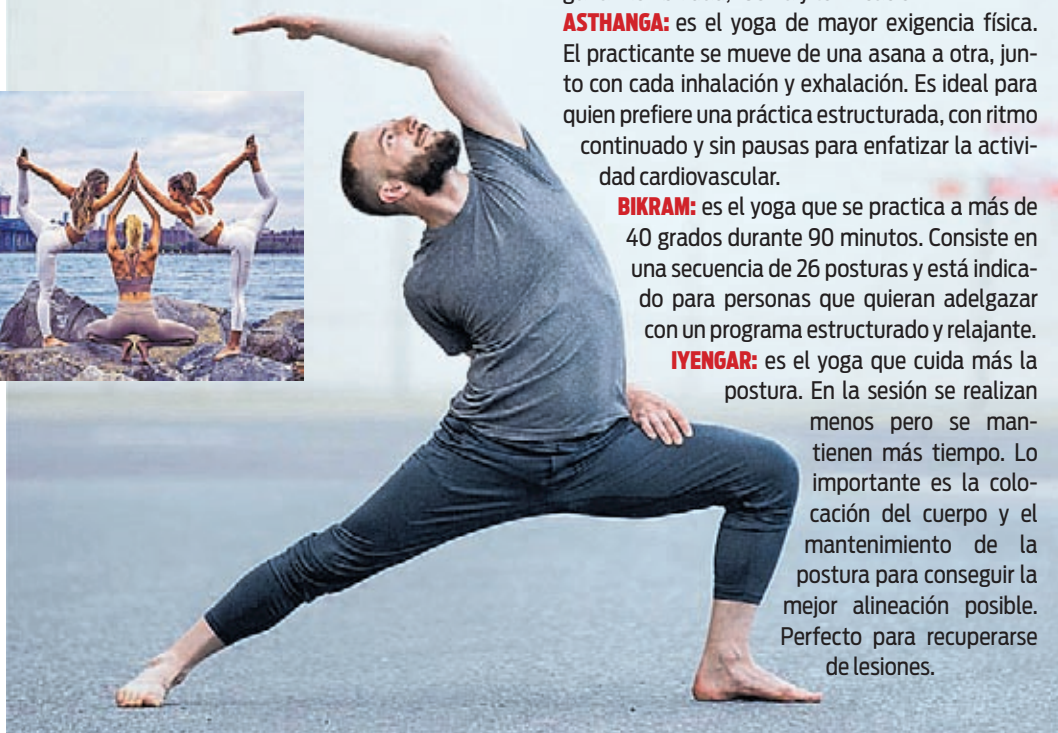 ASTHANGA: es el yoga de mayor exigencia física.
El practicante se mueve de una asana a otra, jun-
to con cada inhalación y exhalación. Es ideal para
quien prefiere una práctica estructurada, con ritmo
continuado y sin pausas para enfatizar la activi-
dad cardiovascular.
BIKRAM: es el yoga que se practica a más de
40 grados durante 90 minutos. Consiste en
una secuencia de 26 posturas y está indica-
do para personas que quieran adelgazar
con un programa estructurado y relajante.
IYENGAR: es el yoga que cuida más la
postura. En la sesión se realizan
menos pero se man-
tienen más tiempo. Lo
importante es la colo-
cación del cuerpo y el
mantenimiento de la
postura para conseguir la
mejor alineación posible.
Perfecto para recuperarse
de lesiones.